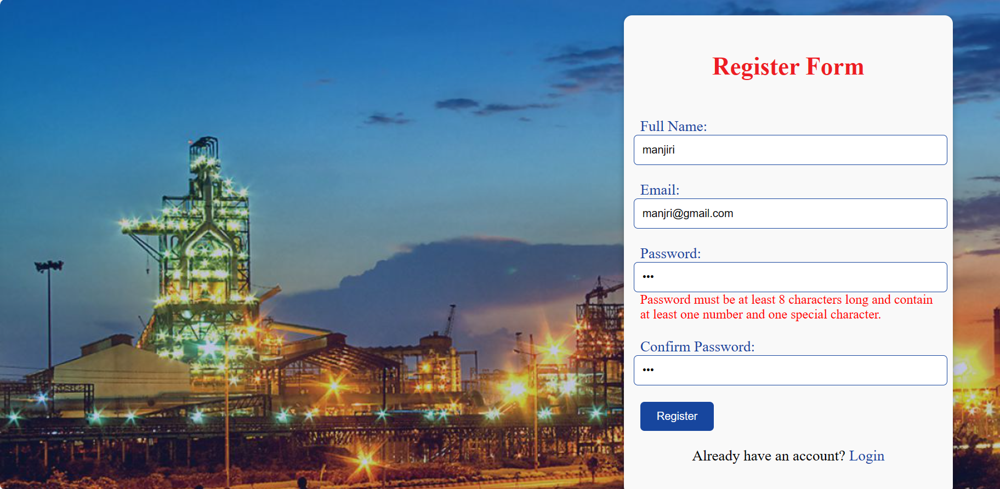 Register Form
Full Name:
manjiri
Email:
manjri@gmail.com
Password:
•••
Password must be at least 8 characters long and contain
at least one number and one special character.
Confirm Password:
•••
Register
Already have an account? Login